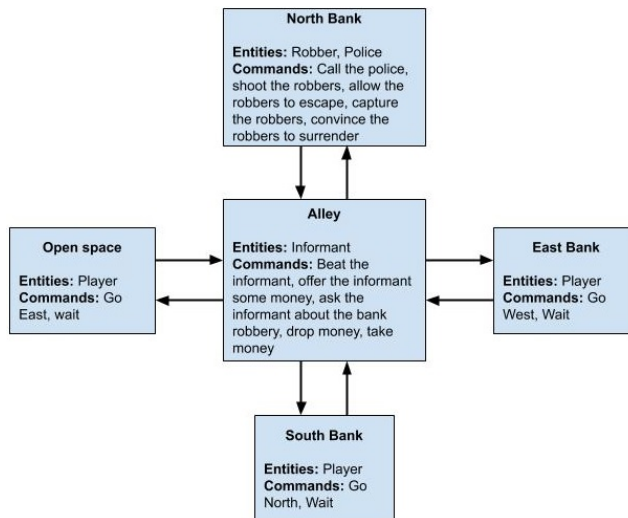 North Bank
Entities: Robber, Police
Commands: Call the police,
shoot the robbers, allow the
robbers to escape, capture
the robbers, convince the
robbers to surrender
Alley
Entities: Informant
Commands: Beat the
informant, offer the informant
some money, ask the
informant about the bank
robbery, drop money, take
money
Open space
Entities: Player
Commands: Go
East, wait
East Bank
Entities: Player
Commands: Go
West, Wait
South Bank
Entities: Player
Commands: Go
North, Wait